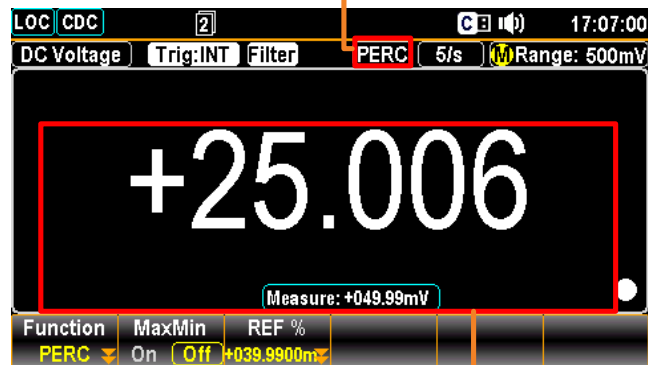 LOC CDC 2 C 17:07:00
DC Voltage Trig:INT Filter PERC 5/s M Range: 500mV
+25.006
Measure: +049.99mV
Function MaxMin REF %
PERC On Off +039.9900m